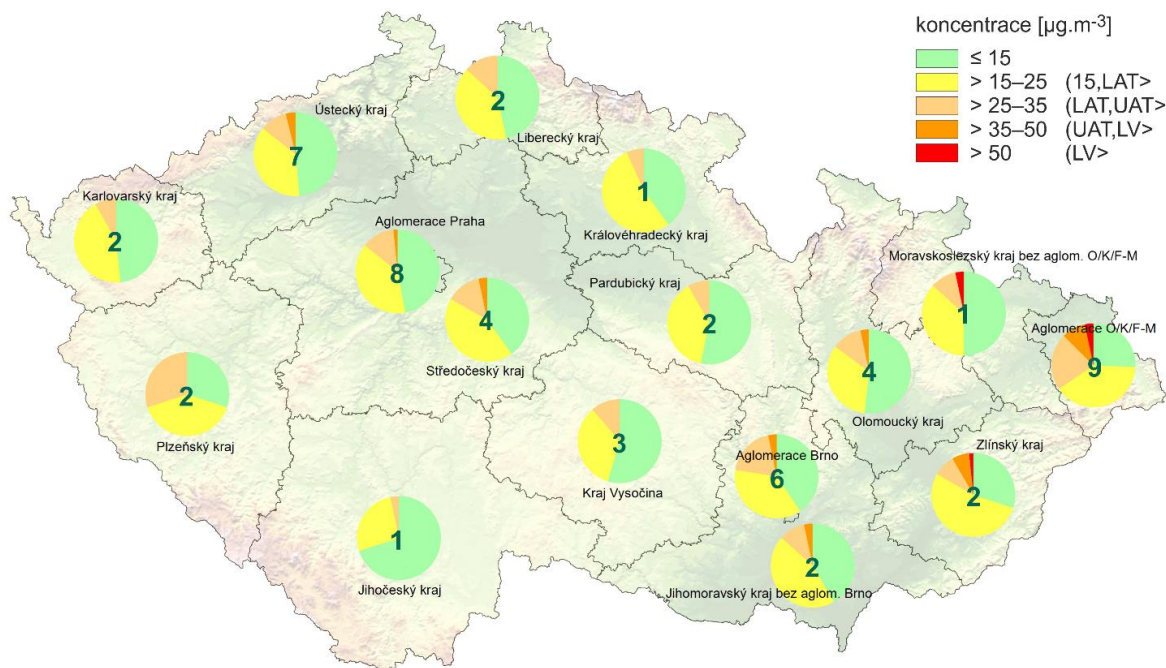 koncentrace [µg.m-3]
≤ 15
> 15–25 (15,LAT>
> 25–35 (LAT,UAT>
> 35–50 (UAT,LV>
> 50 (LV>
2
Liberecký kraj
Ústecký kraj
7
Karlovarský kraj
2
1
Královéhradecký kraj
Aglomerace Praha
8
4
Středočeský kraj
Pardubický kraj
2
Moravskoslezský kraj bez aglom. O/K/F-M
1
Aglomerace O/K/F-M
9
4
Olomoucký kraj
2
Plzeňský kraj
3
Kraj Vysočina
Aglomerace Brno
6
Zlínský kraj
2
1
Jihočeský kraj
2
Jihomoravský kraj bez aglom. Brno